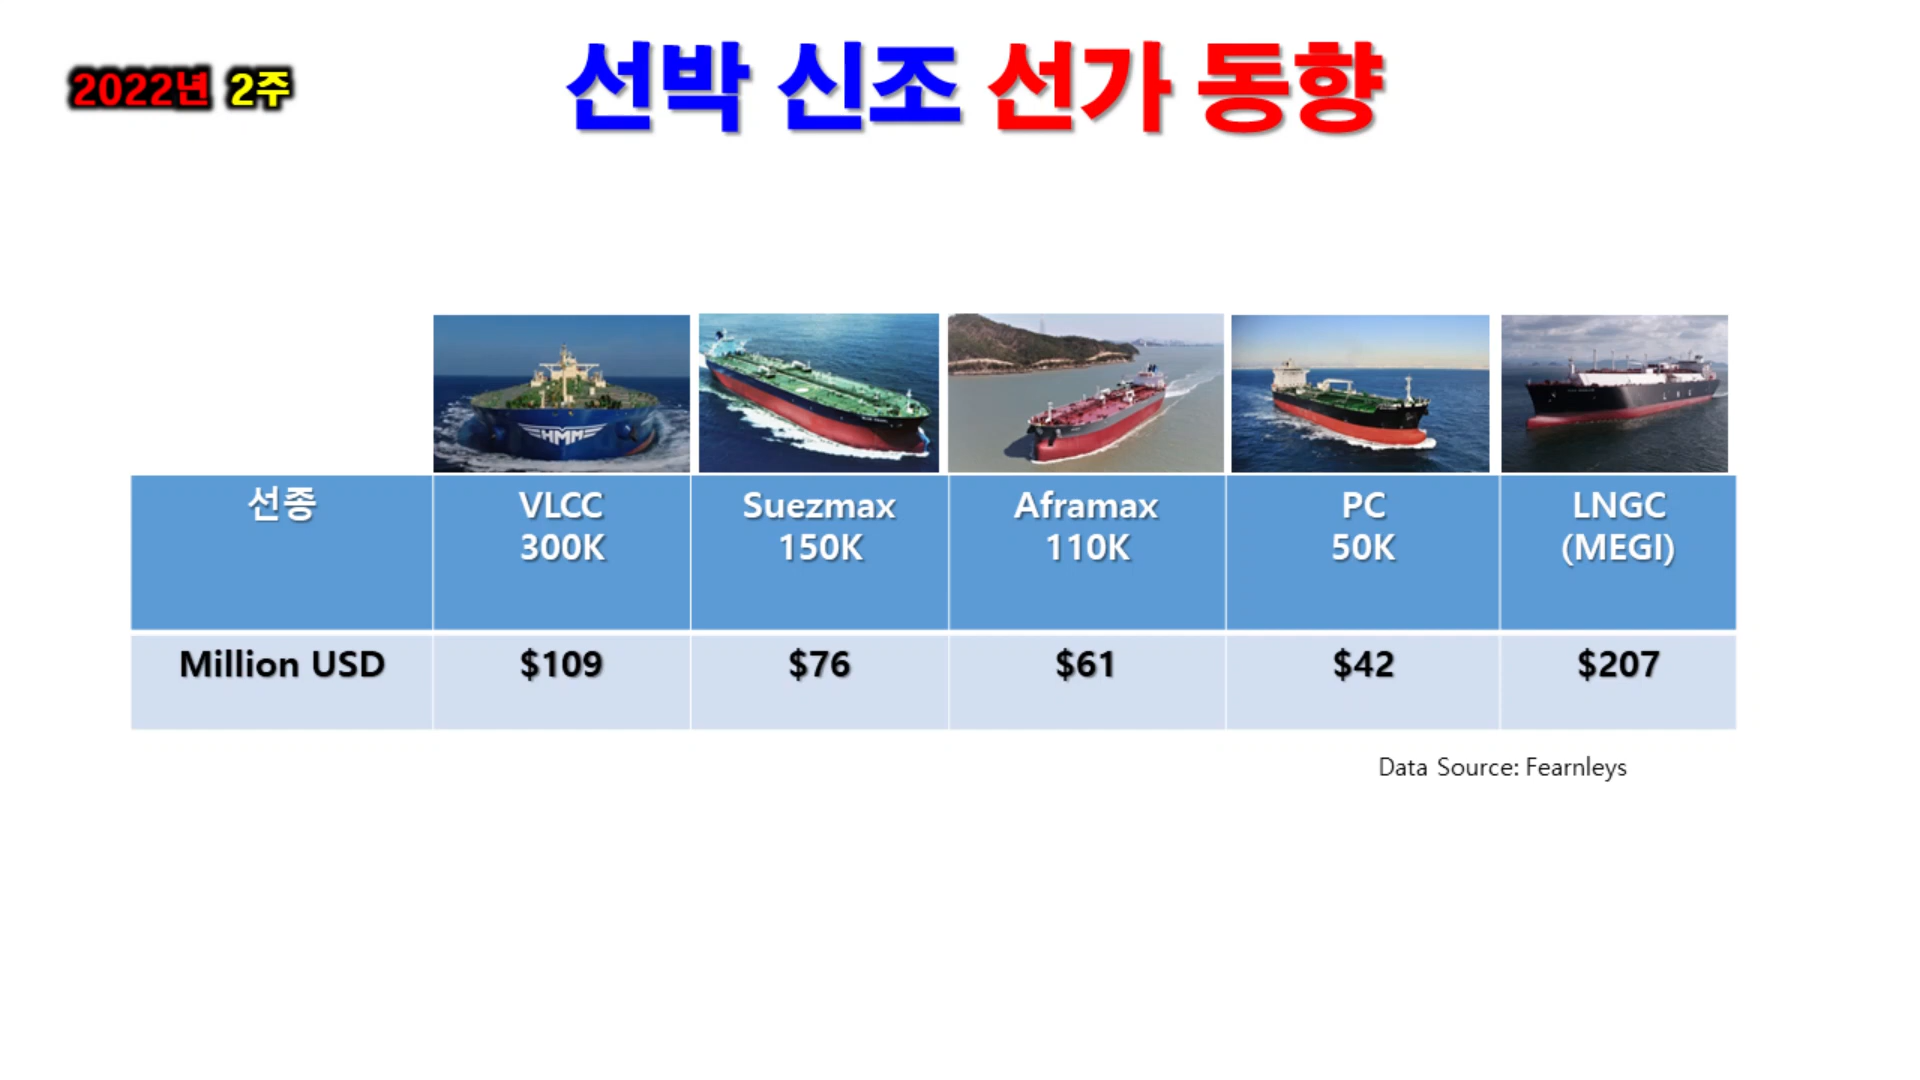 2022년 2주
선박 신조 선가 동향
HMM
선종
VLCC
300K
Suezmax
150K
Aframax
110K
PC
50K
LNGC
(MEGI)
Million USD
$109
$76
$61
$42
$207
Data Source: Fearnleys